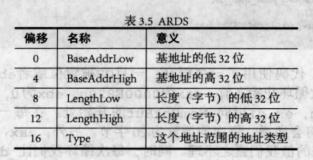 表 3.5 ARDS
偏移 名称 意义
0 BaseAddrLow 基地址的低 32 位
4 BaseAddrHigh 基地址的高 32 位
8 LengthLow 长度（字节）的低 32 位
12 LengthHigh 长度（字节）的高 32 位
16 Type 这个地址范围的地址类型